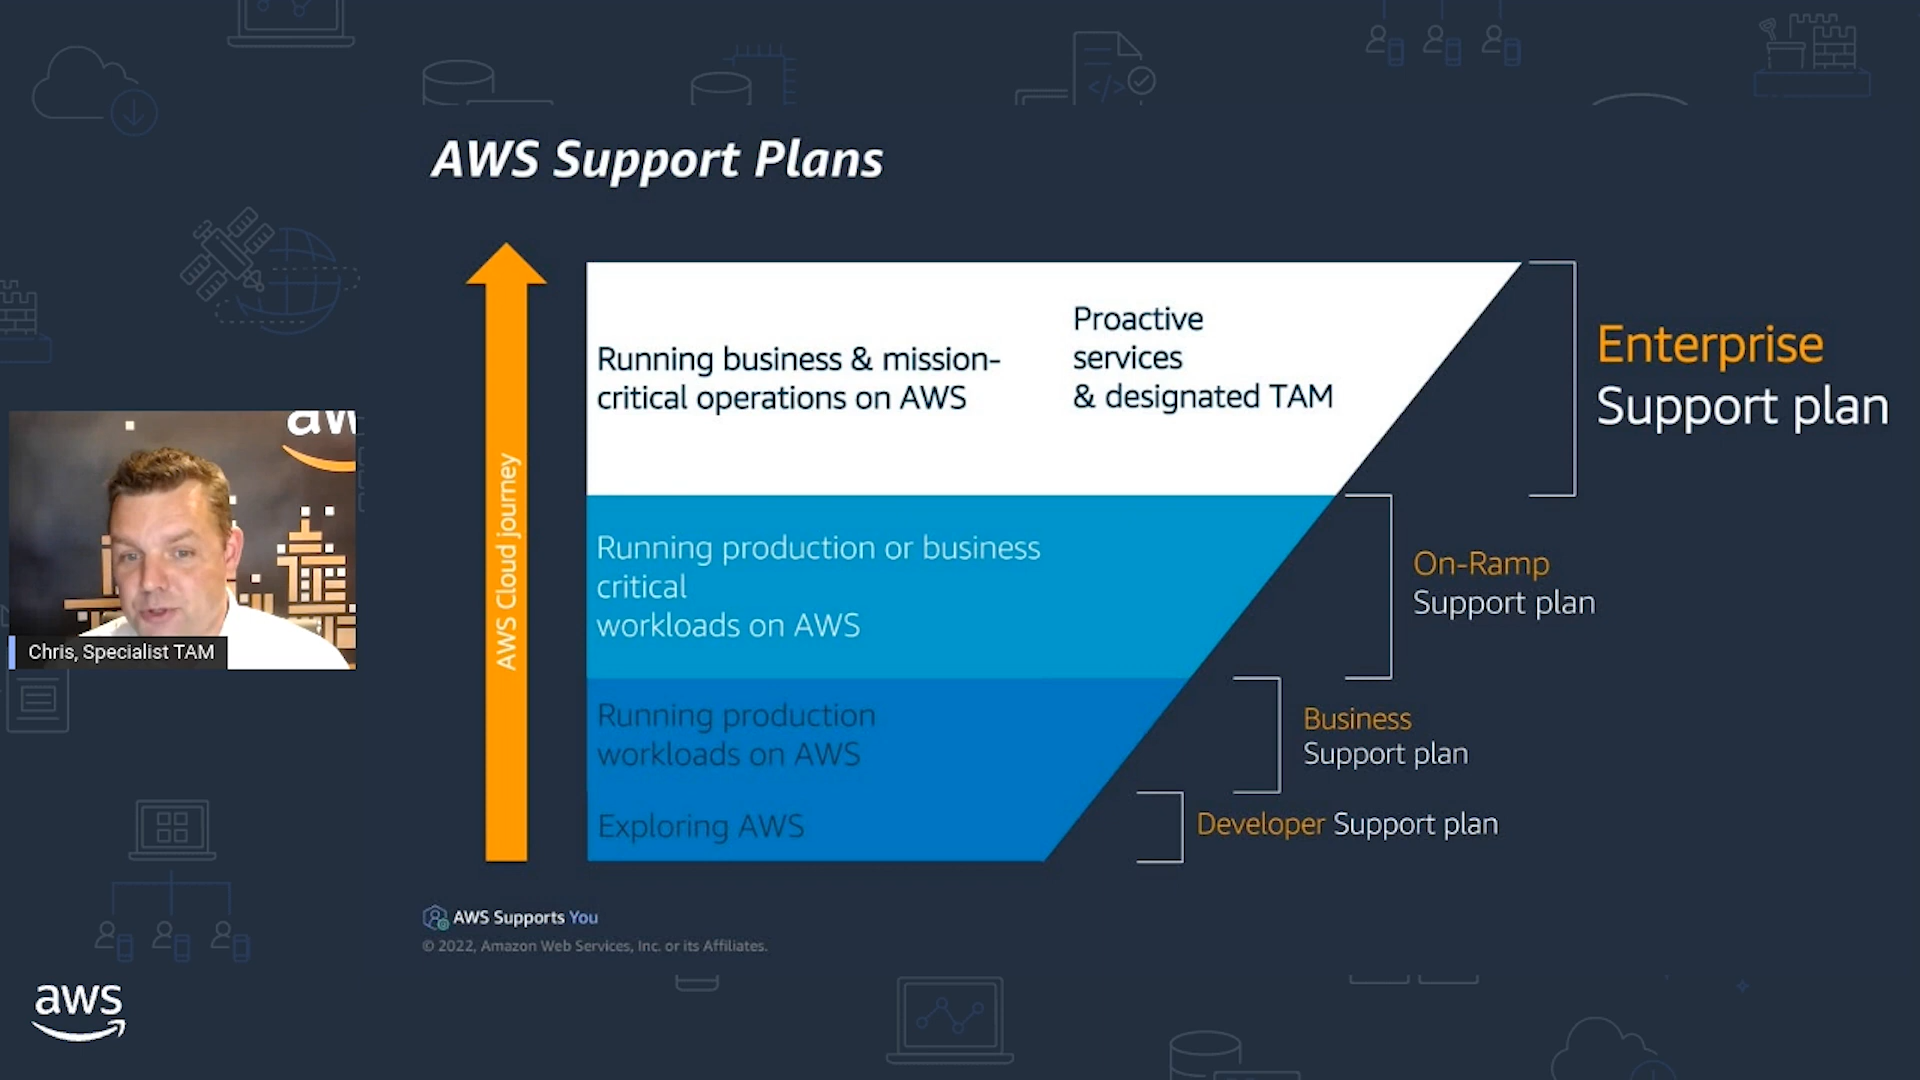 AWS Support Plans
AWS Cloud journey
Running business & mission-
critical operations on AWS
Proactive
services
& designated TAM
Enterprise
Support plan
Running production or business
critical
workloads on AWS
On-Ramp
Support plan
Running production
workloads on AWS
Business
Support plan
Exploring AWS
Developer Support plan
aws
Chris, Specialist TAM
AWS Supports You
© 2022, Amazon Web Services, Inc. or its Affiliates.
aws